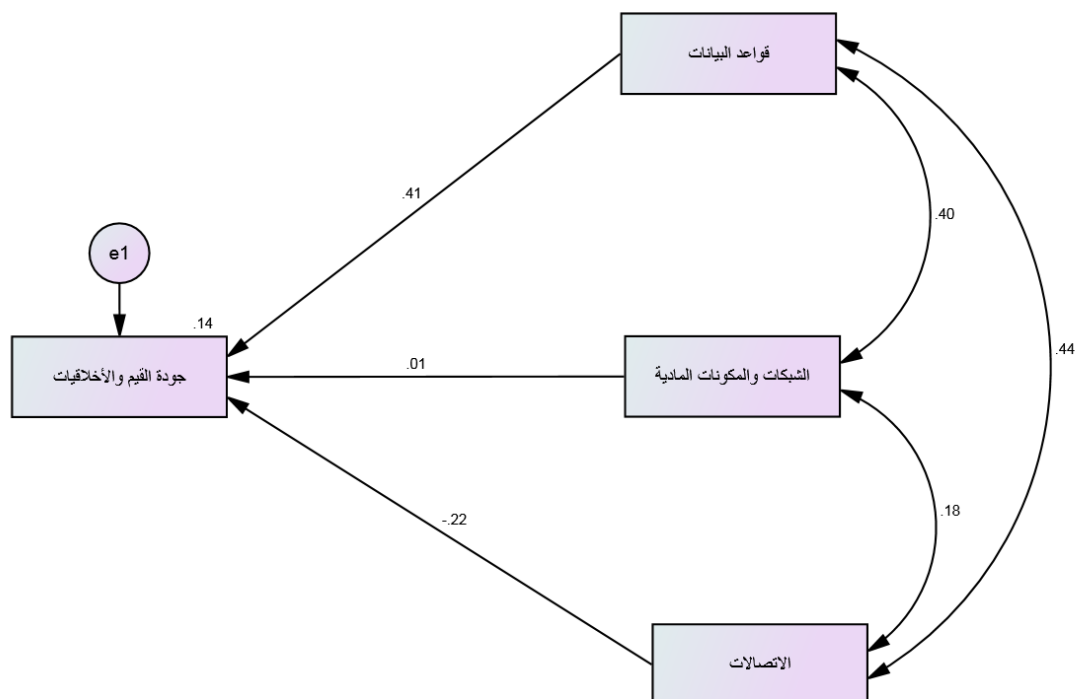 قواعد البيانات
.41
.40
e1
.14
.44
جودة القيم والأخلاقيات
.01
الشبكات والمكونات المادية
-.22
.18
الاتصالات